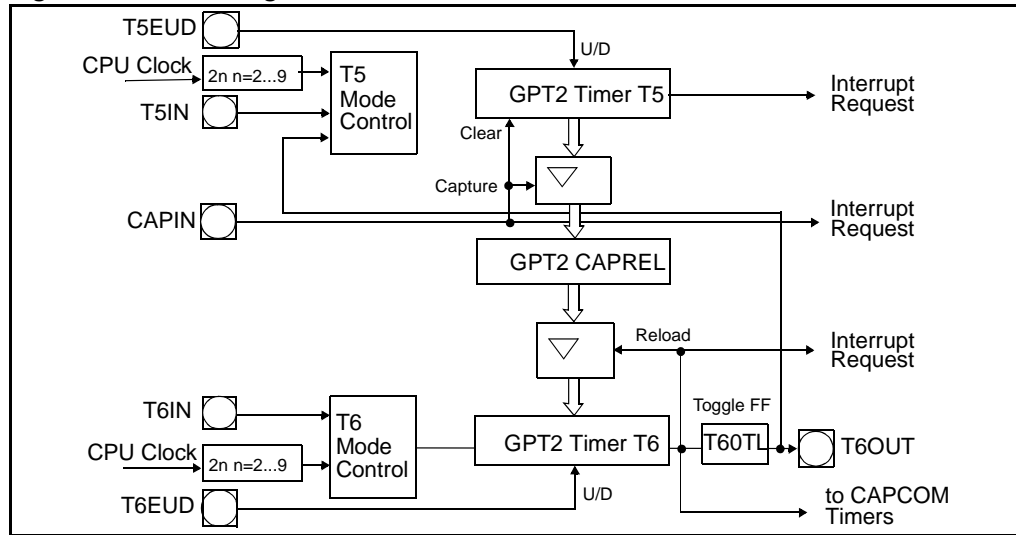 T5EUD
U/D
CPU Clock
2n n=2...9
T5
Mode
Control
GPT2 Timer T5
Interrupt
Request
T5IN
Clear
Capture
CAPIN
Interrupt
Request
GPT2 CAPREL
Reload
Interrupt
Request
T6IN
T6
Mode
Control
Toggle FF
GPT2 Timer T6
T60TL
T6OUT
CPU Clock
2n n=2...9
U/D
T6EUD
to CAPCOM
Timers